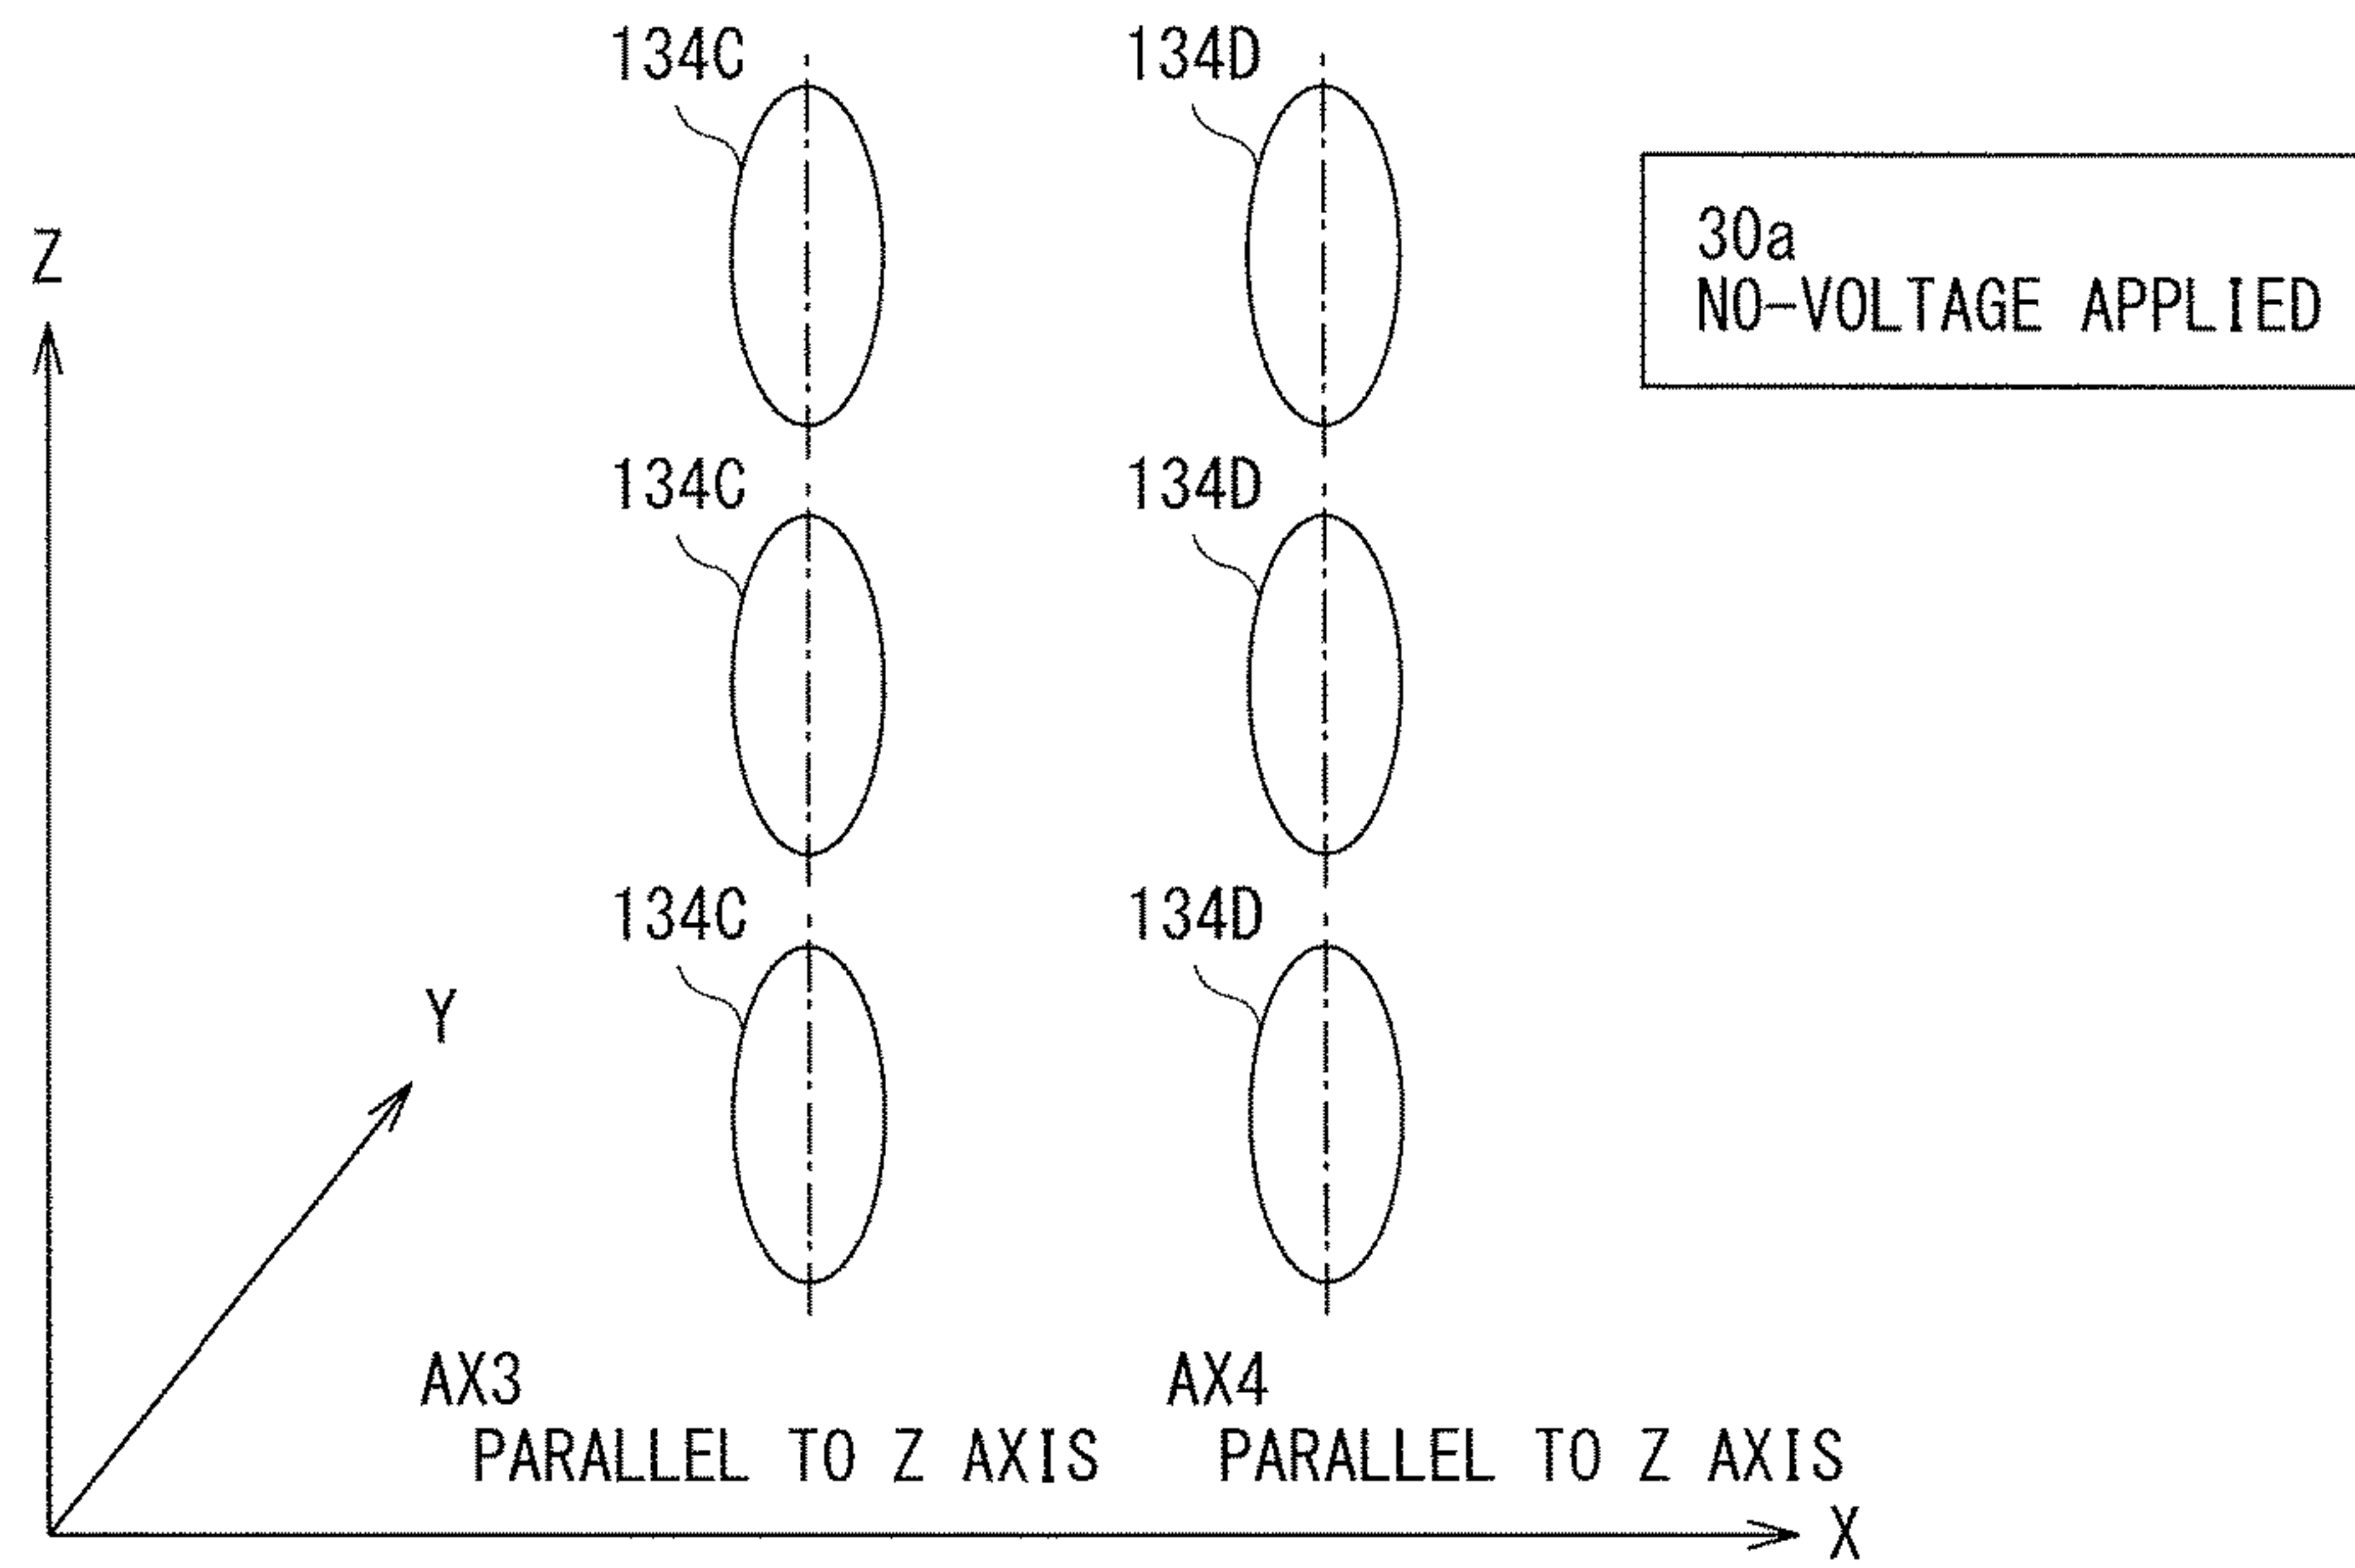 134C 134D
30a
NO-VOLTAGE APPLIED
Z
134C 134D
134C 134D
Y
AX3 AX4
PARALLEL TO Z AXIS PARALLEL TO Z AXIS
X